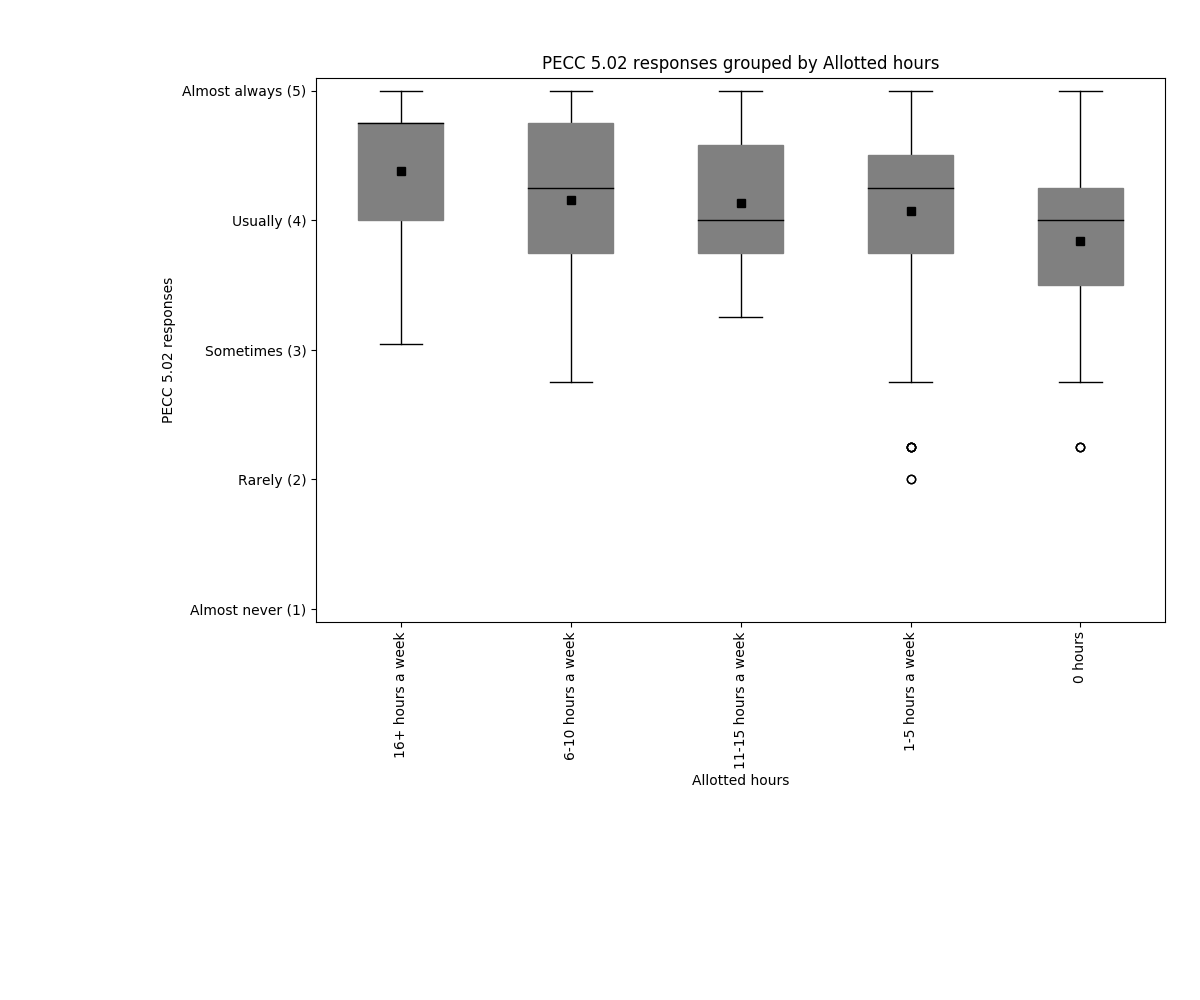 PECC 5.02 responses grouped by Allotted hours
Almost always (5)
Usually (4)
Sometimes (3)
Rarely (2)
Almost never (1)
PECC 5.02 responses
16+ hours a week
6-10 hours a week
11-15 hours a week
1-5 hours a week
0 hours
Allotted hours